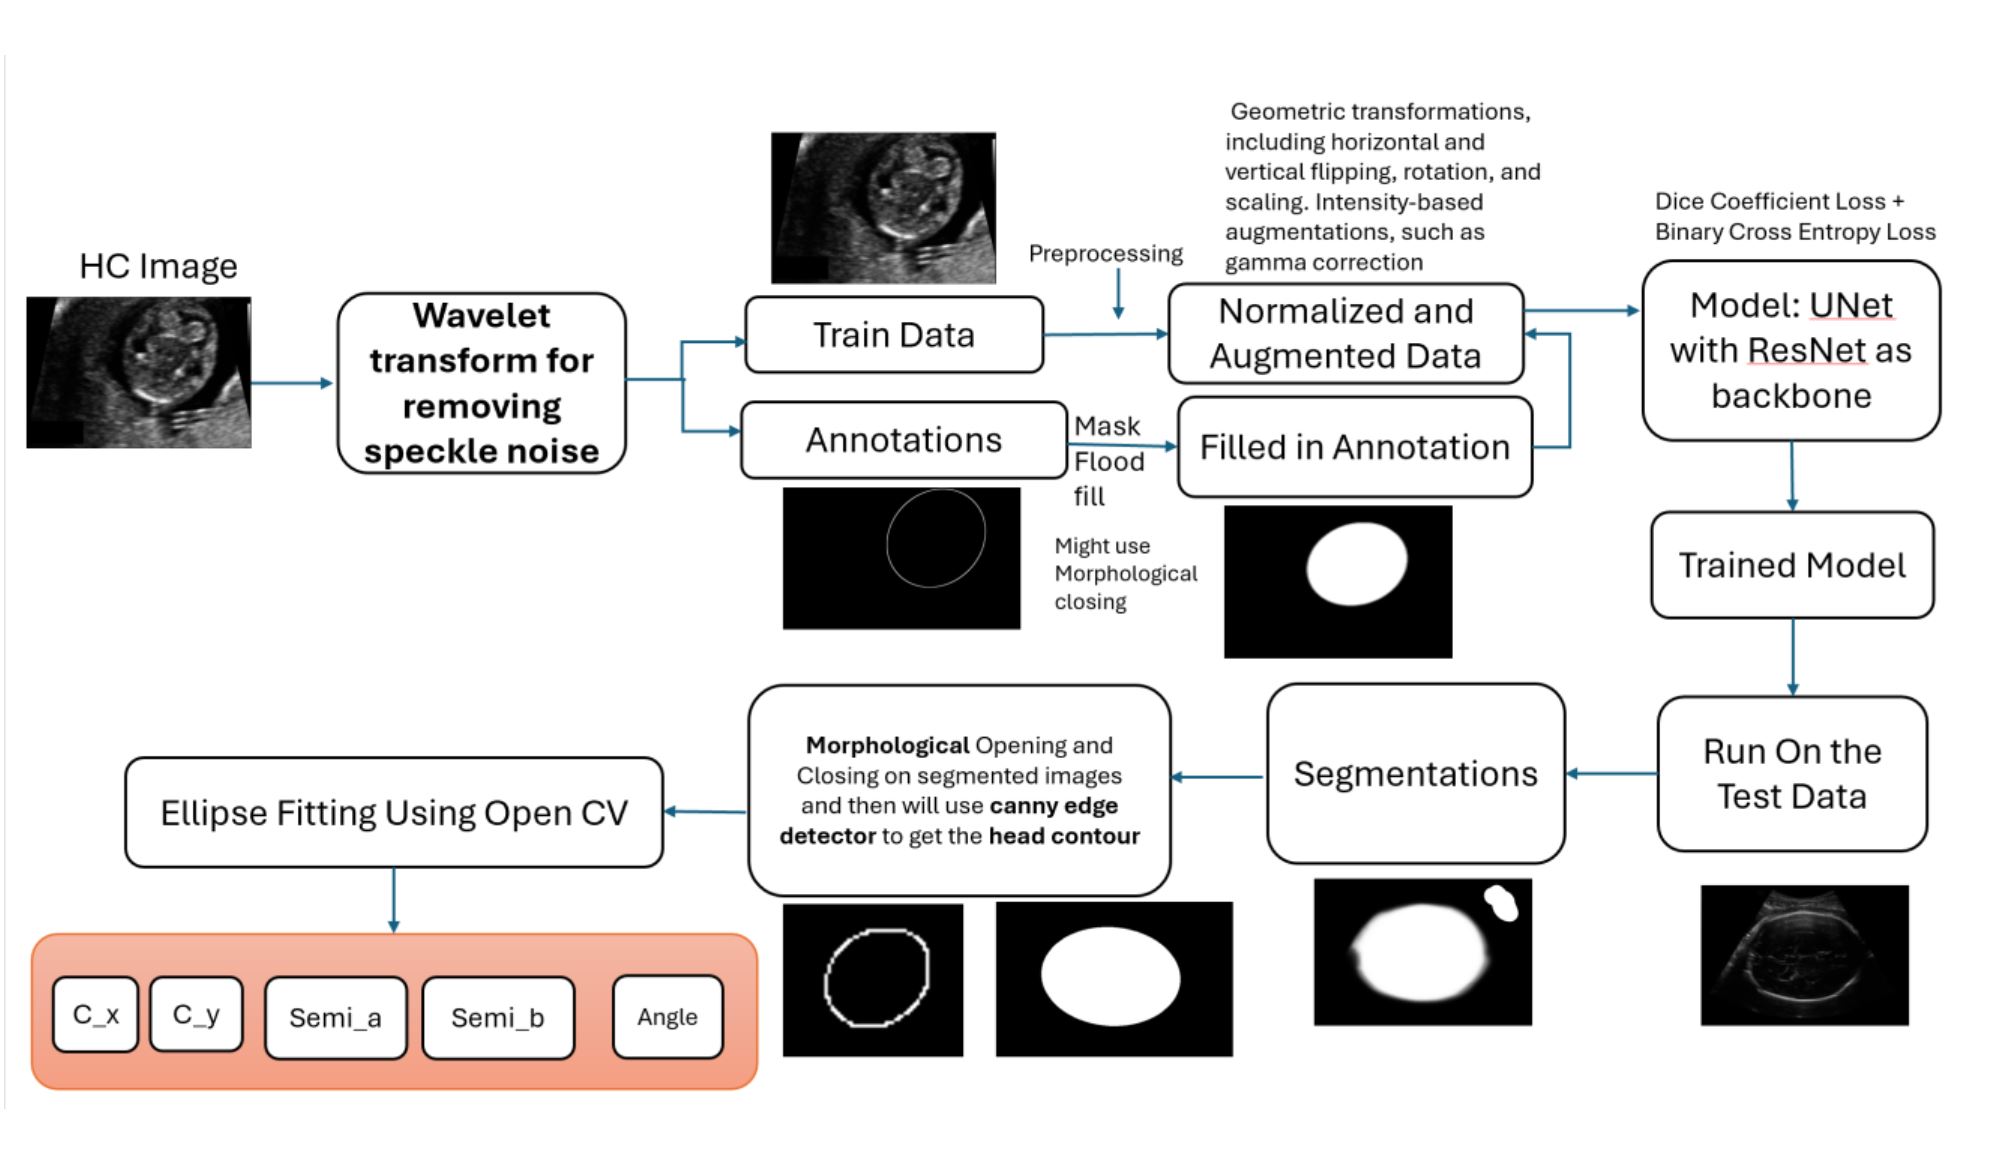 HC Image
Wavelet
transform for
removing
speckle noise
Train Data
Preprocessing
Geometric transformations,
including horizontal and
vertical flipping, rotation, and
scaling. Intensity-based
augmentations, such as
gamma correction
Normalized and
Augmented Data
Annotations
Mask
Flood
fill
Might use
Morphological
closing
Filled in Annotation
Dice Coefficient Loss +
Binary Cross Entropy Loss
Model: UNet
with ResNet as
backbone
Trained Model
Run On the
Test Data
Segmentations
Morphological Opening and
Closing on segmented images
and then will use canny edge
detector to get the head contour
Ellipse Fitting Using Open CV
C_x
C_y
Semi_a
Semi_b
Angle